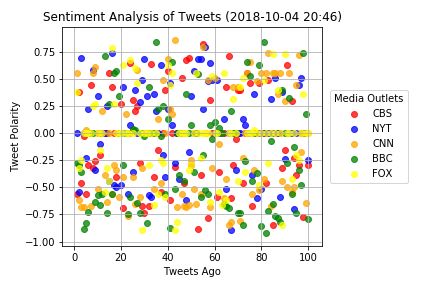 Sentiment Analysis of Tweets (2018-10-04 20:46)
Tweet Polarity
0.75
0.50
0.25
0.00
−0.25
−0.50
−0.75
−1.00
0 20 40 60 80 100
Tweets Ago
Media Outlets
CBS
NYT
CNN
BBC
FOX